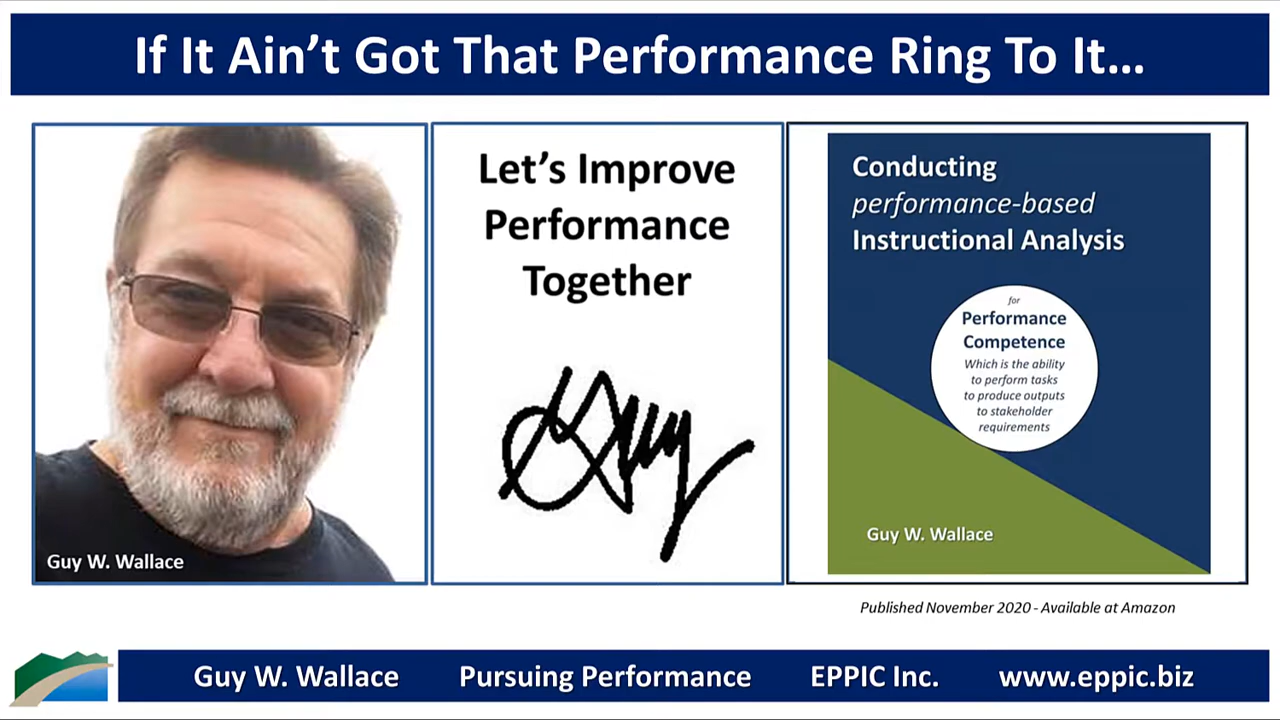 If It Ain’t Got That Performance Ring To It…
Guy W. Wallace
Let’s Improve
Performance
Together
Guy
Conducting
performance-based
Instructional Analysis
for
Performance
Competence
Which is the ability
to perform tasks
to produce outputs
to stakeholder
requirements
Guy W. Wallace
Published November 2020 - Available at Amazon
Guy W. Wallace Pursuing Performance EPPIC Inc. www.eppic.biz